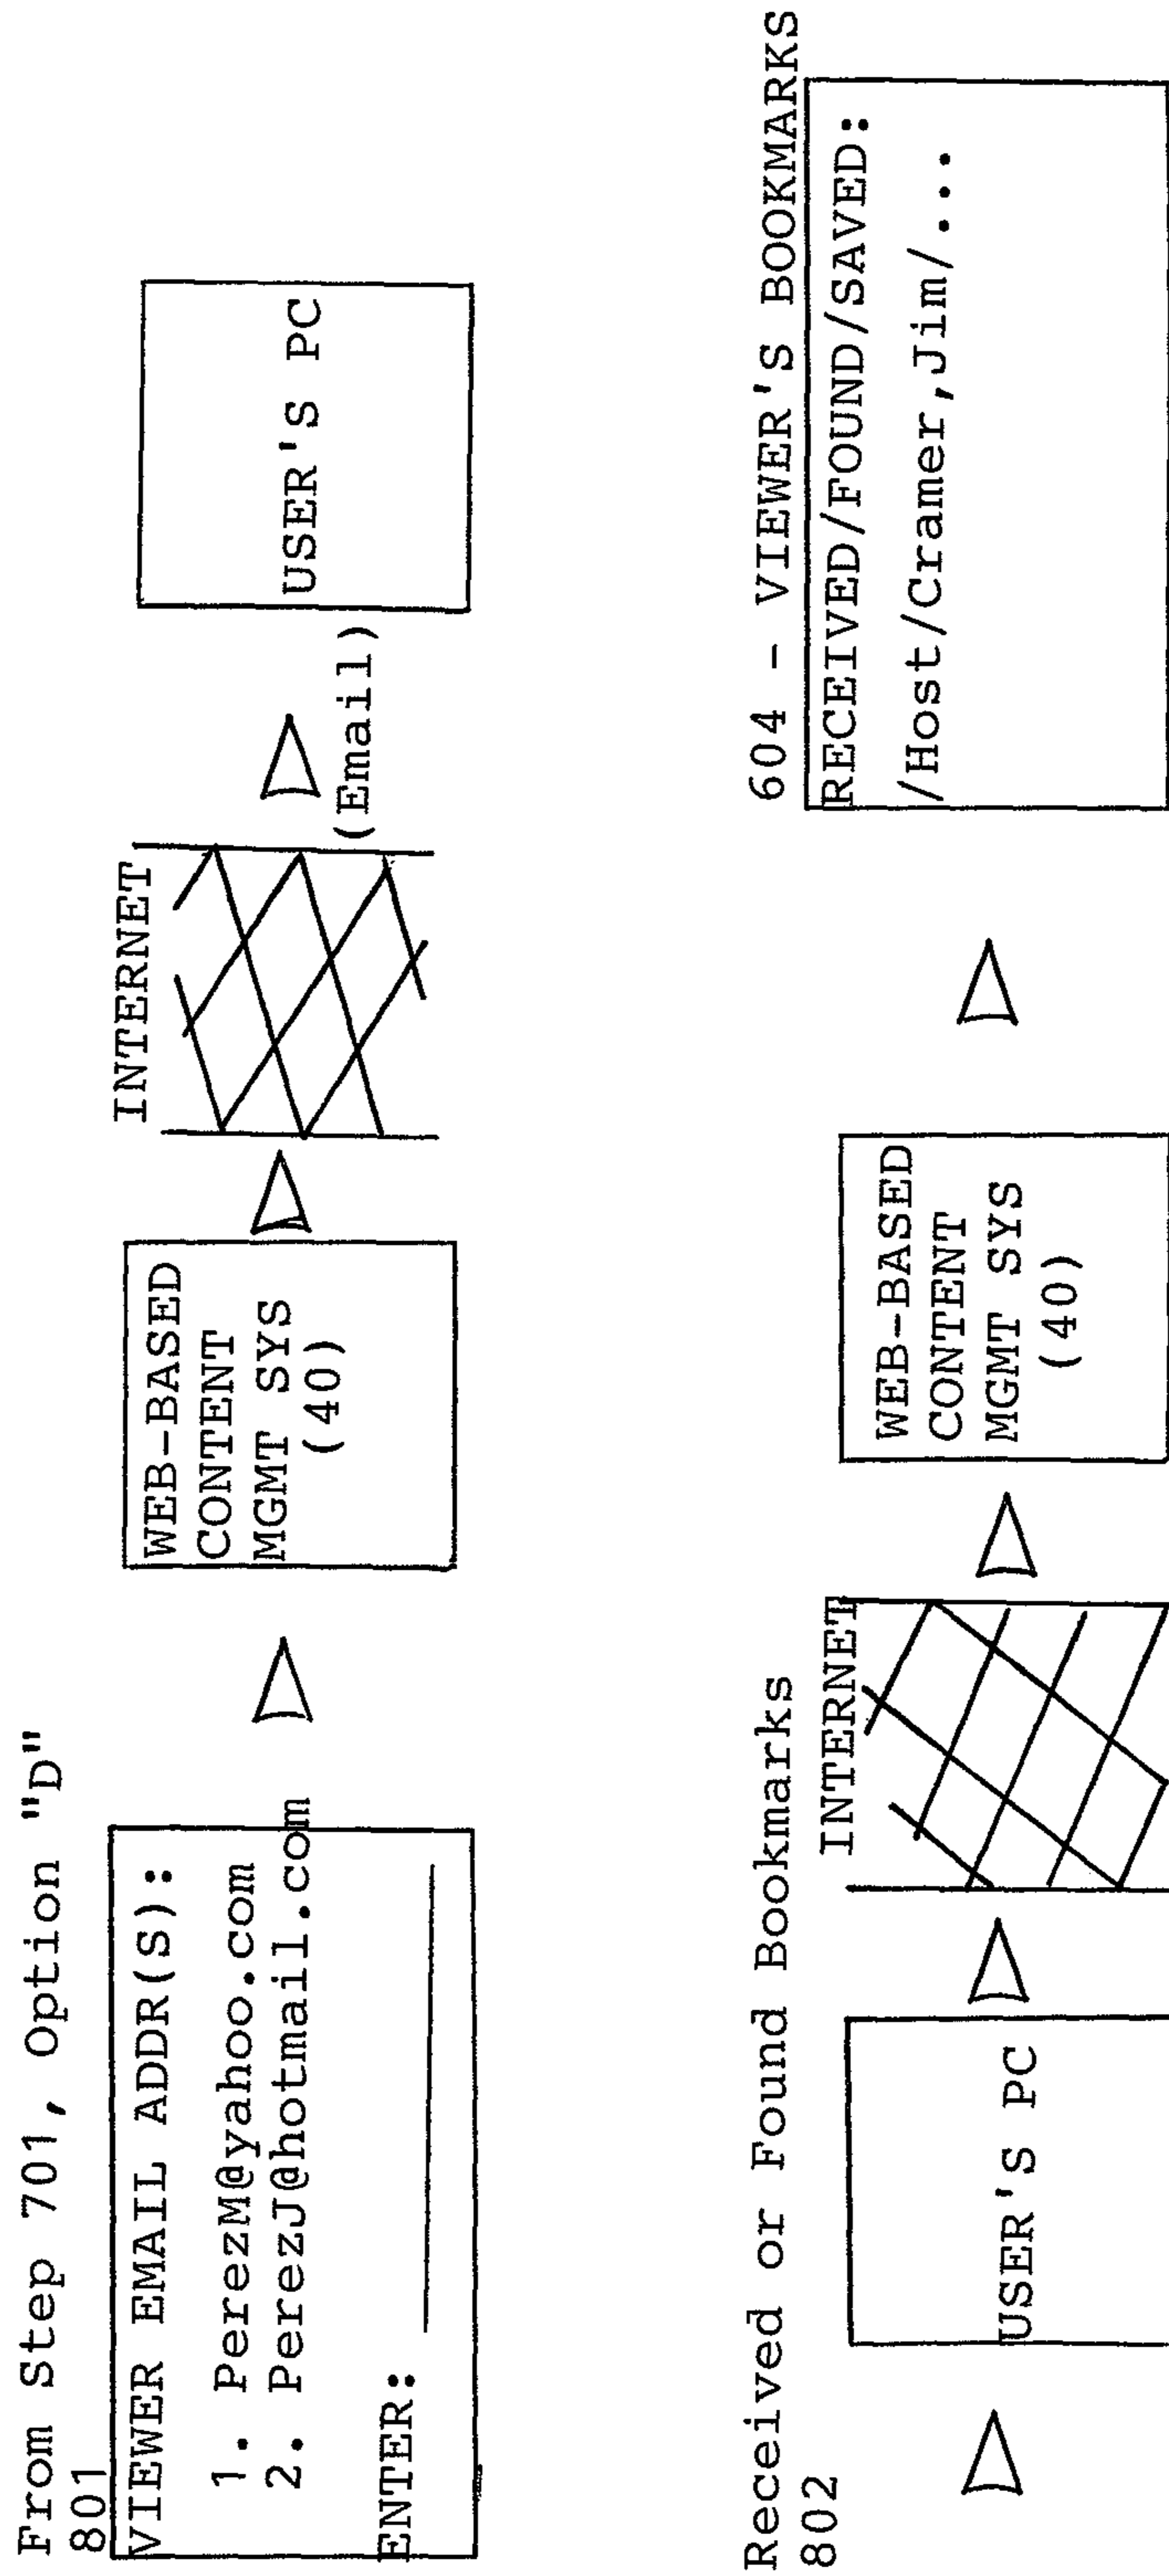 From Step 701, Option "D"
801
VIEWER EMAIL ADDR(S):
1. PerezM@yahoo.com
2. PerezJ@hotmail.com
ENTER:
WEB-BASED
CONTENT
MGMT SYS
(40)
INTERNET
(Email)
USER'S PC
Received or Found Bookmarks
802
USER'S PC
INTERNET
WEB-BASED
CONTENT
MGMT SYS
(40)
604 - VIEWER'S BOOKMARKS
RECEIVED/FOUND/SAVED:
/Host/Cramer,Jim/...